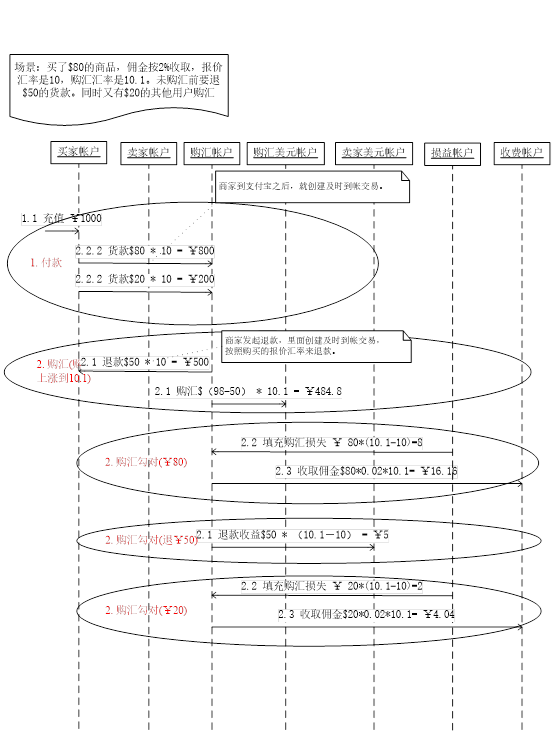 场景：买了$80的商品，佣金按2%收取，报价
汇率是10，购汇汇率是10.1。未购汇前要退
$50的货款。同时又有$20的其他用户购汇
买家帐户
卖家帐户
购汇帐户
购汇美元帐户
卖家美元帐户
损益帐户
收费帐户
商家到支付宝之后，就创建及时到帐交易。
1.1 充值 ￥1000
2.2.2 货款$80 * 10 = ￥800
1. 付款
2.2.2 货款$20 * 10 = ￥200
商家发起退款，里面创建及时到帐交易，
按照购买的报价汇率来退款。
2.1 退款$50 * 10 = ￥500
2. 购汇(
上涨到10.1)
2.1 购汇$（98-50） * 10.1 = ￥484.8
2.2 填充购汇损失 ￥ 80*(10.1-10)=8
2. 购汇勾对(￥80)
2.3 收取佣金$80*0.02*10.1= ￥16.16
2.1 退款收益$50 * （10.1－10） = ￥5
2. 购汇勾对(退￥50)
2.2 填充购汇损失 ￥ 20*(10.1-10)=2
2. 购汇勾对(￥20)
2.3 收取佣金$20*0.02*10.1= ￥4.04